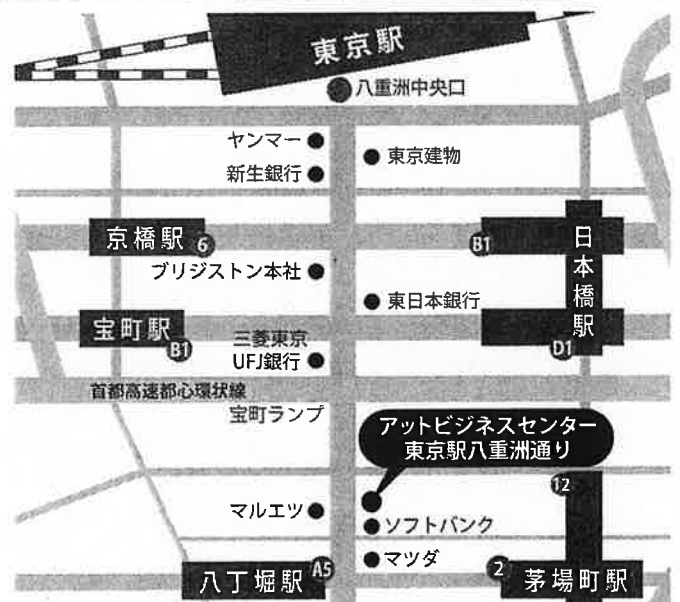 東京駅
八重洲中央口
ヤンマー
東京建物
新生銀行
京橋駅
6
B1
日本橋駅
ブリジストン本社
東日本銀行
宝町駅
B1
三菱東京
UFJ銀行
D1
首都高速都心環状線
宝町ランプ
アットビジネスセンター
東京駅八重洲通り
12
マルエツ
ソフトバンク
マツダ
八丁堀駅
A5
2
茅場町駅